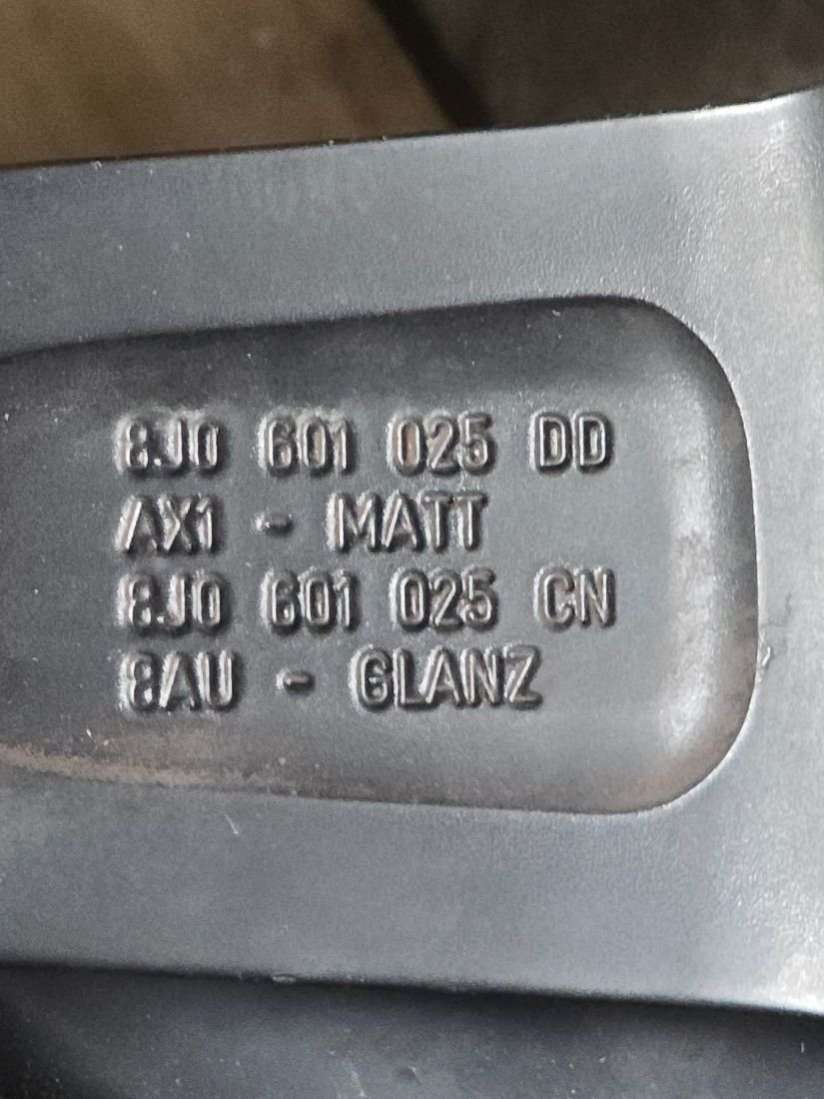 8J0 601 025 DD
AX1 - MATT
8J0 601 025 CN
8AU - GLANZ